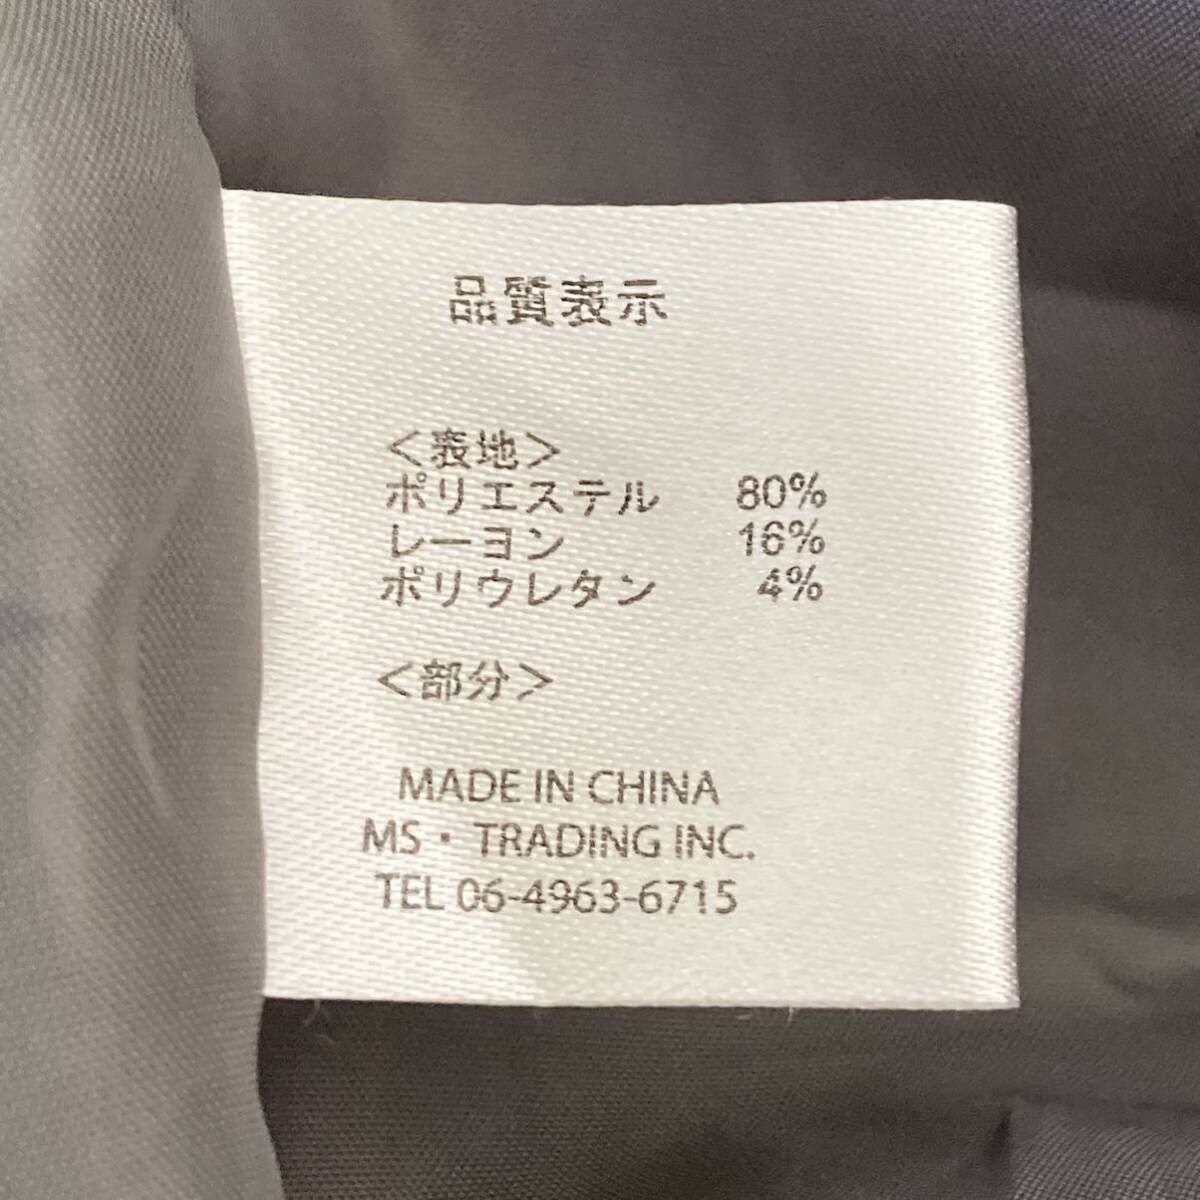 品質表示
＜表地＞
ポリエステル 80%
レーヨン 16%
ポリウレタン 4%
＜部分＞
MADE IN CHINA
MS・TRADING INC.
TEL 06-4963-6715